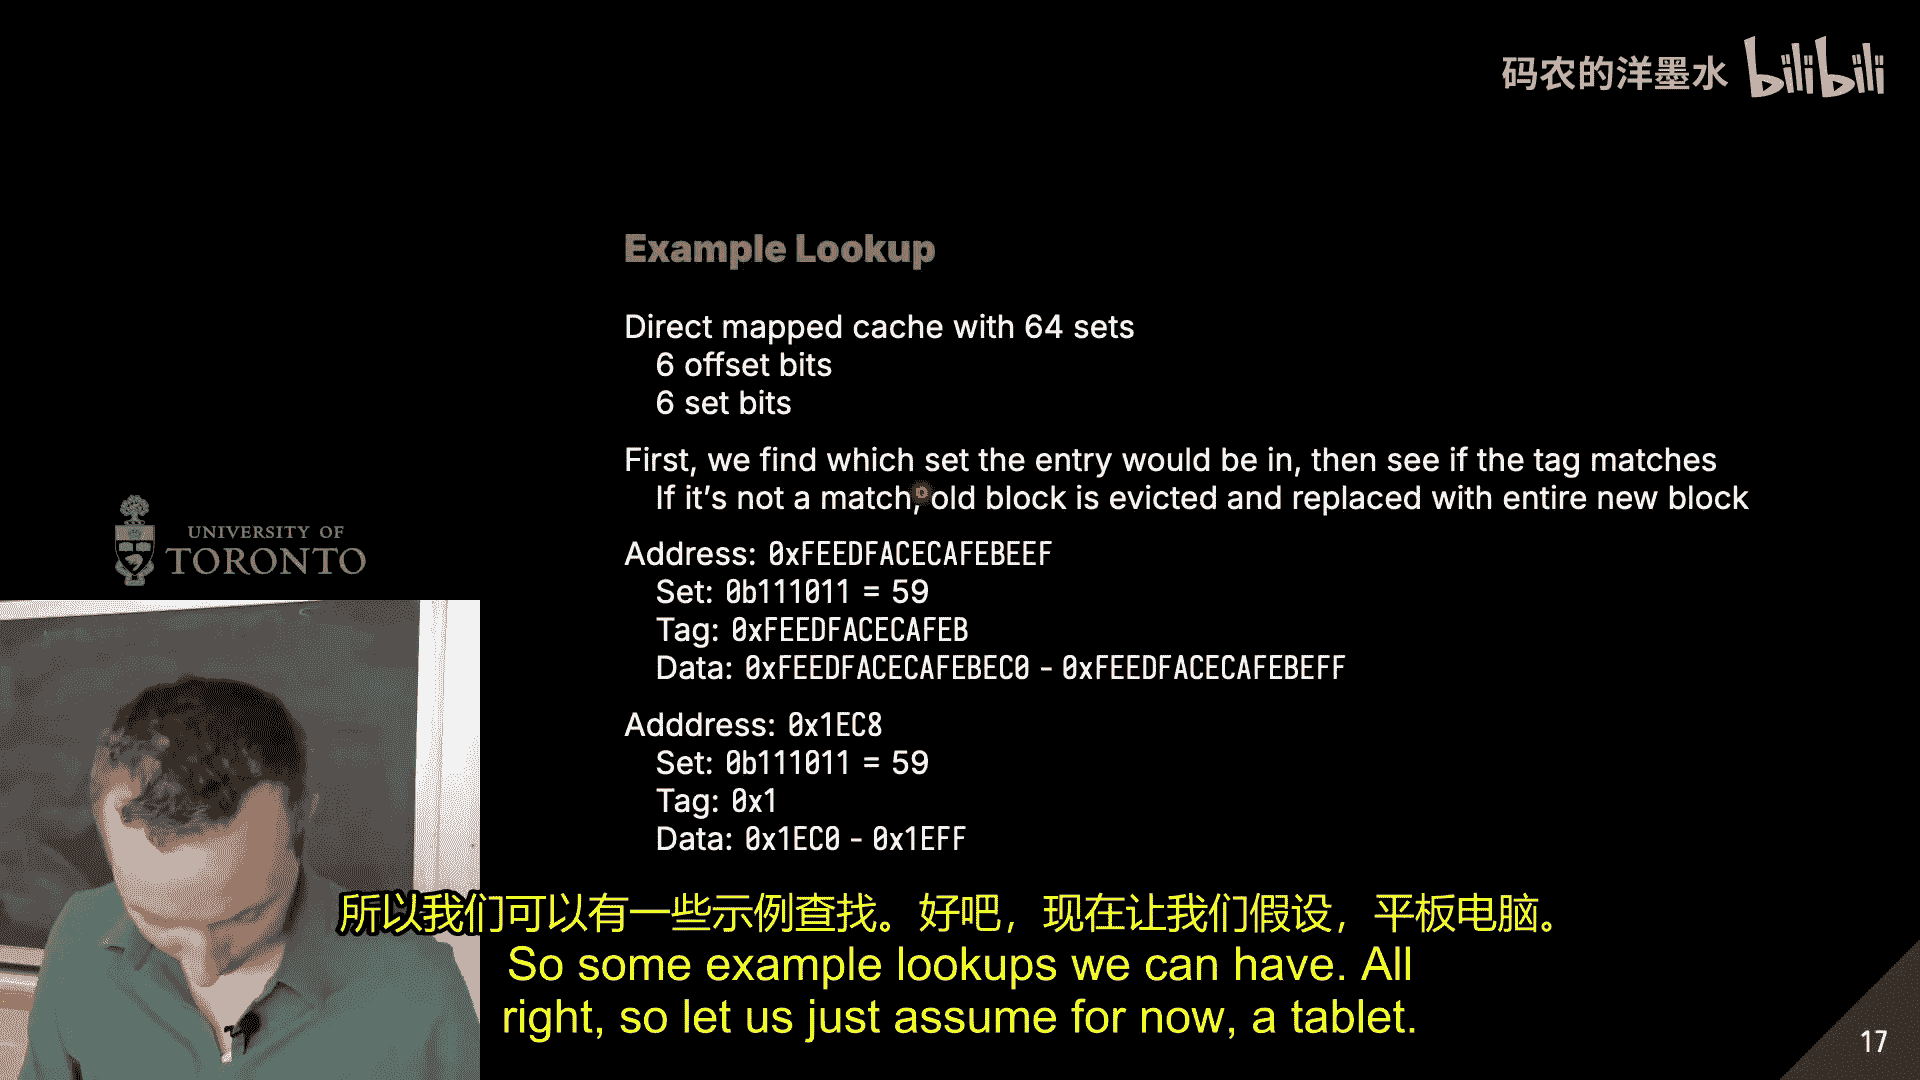 码农的洋墨水 bilibili
Example Lookup
Direct mapped cache with 64 sets
6 offset bits
6 set bits
First, we find which set the entry would be in, then see if the tag matches
If it’s not a match, old block is evicted and replaced with entire new block
Address: 0xFEEDFACECAFEBEEF
Set: 0b111011 = 59
Tag: 0xFEEDFACECAFEB
Data: 0xFEEDFACECAFEBEC0 - 0xFEEDFACECAFEBEFF
Adddress: 0x1EC8
Set: 0b111011 = 59
Tag: 0x1
Data: 0x1EC0 - 0x1EFF
UNIVERSITY OF
TORONTO
所以我们可以有一些示例查找。好吧，现在让我们假设，平板电脑。
So some example lookups we can have. All
right, so let us just assume for now, a tablet.
17